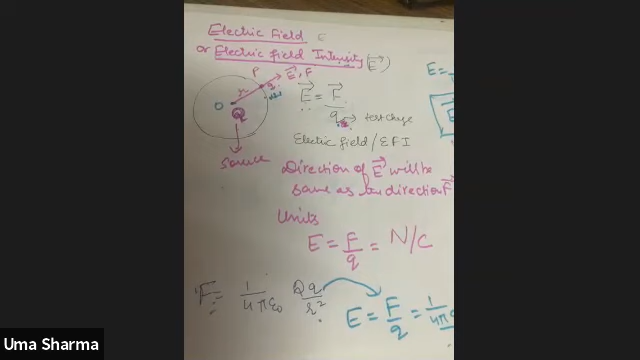 Electric Field E
or Electric field Intensity (E→)
P
r
q
E→, F
O
Q
source
E→ = F→
q → test charge
Electric field / EFI
E =
Direction of E→ will be
same as direction F→
Units
E = F/q = N/C
F = 1/4πε₀ Qq/r²
E = F/q = 1/4π
Uma Sharma